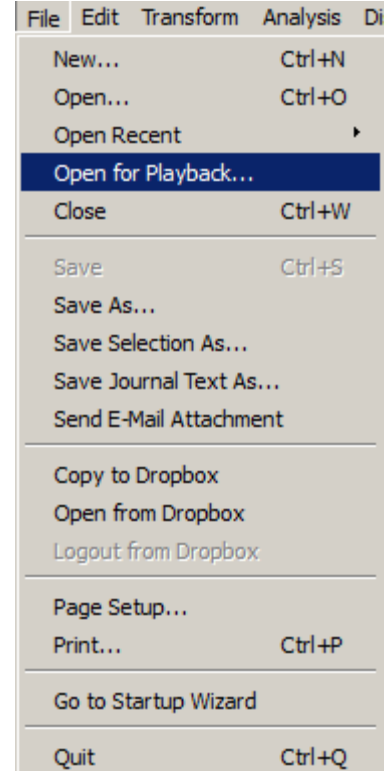 File Edit Transform Analysis Di
New... Ctrl+N
Open... Ctrl+O
Open Recent
Open for Playback...
Close Ctrl+W
Save Ctrl+S
Save As...
Save Selection As...
Save Journal Text As...
Send E-Mail Attachment
Copy to Dropbox
Open from Dropbox
Logout from Dropbox
Page Setup...
Print... Ctrl+P
Go to Startup Wizard
Quit Ctrl+Q